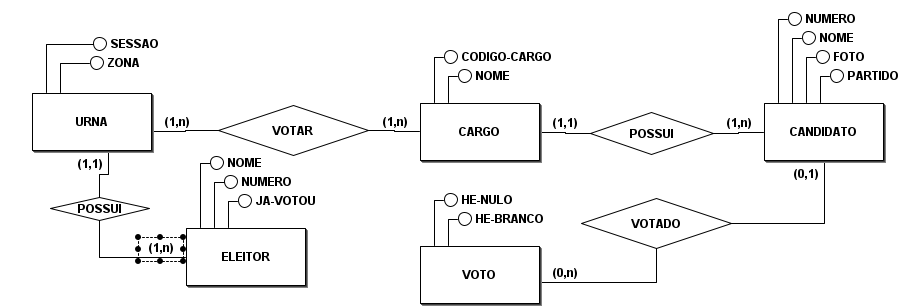 NUMERO
NOME
FOTO
PARTIDO
SESSAO
ZONA
CODIGO-CARGO
NOME
URNA
(1,n)
VOTAR
(1,n)
CARGO
(1,1)
POSSUI
(1,n)
CANDIDATO
(1,1)
NOME
NUMERO
JA-VOTOU
(0,1)
POSSUI
HE-NULO
HE-BRANCO
VOTADO
(1,n)
ELEITOR
VOTO
(0,n)